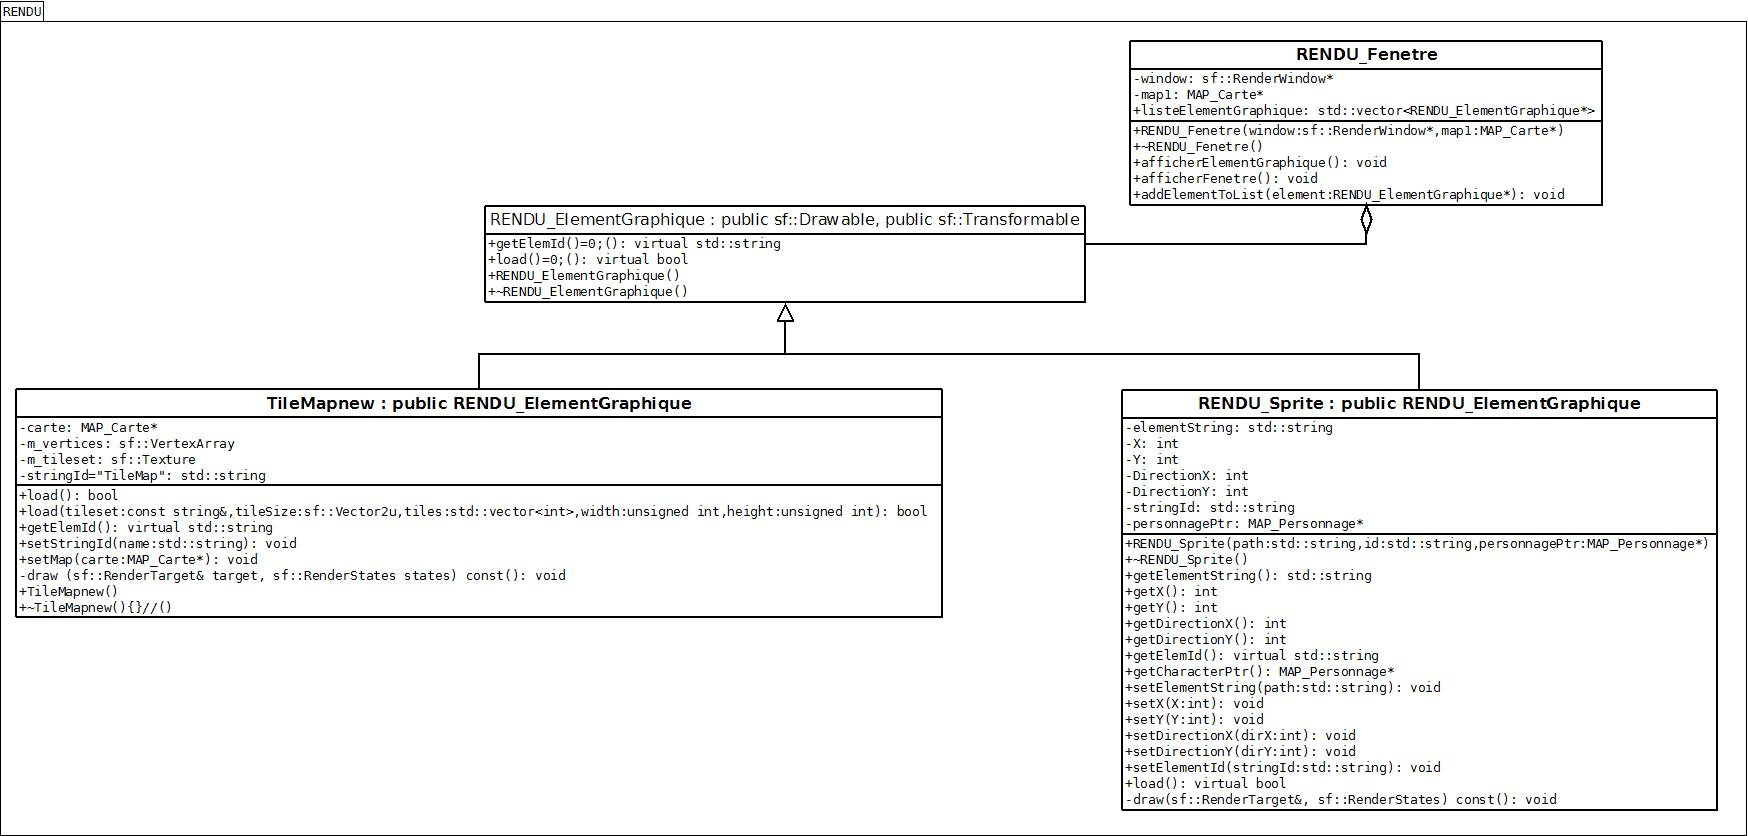 RENDU
RENDU_Fenetre
-window: sf::RenderWindow*
-map1: MAP_Carte*
+listeElementGraphique: std::vector<RENDU_ElementGraphique*>
+RENDU_Fenetre(window:sf::RenderWindow*,map1:MAP_Carte*)
+~RENDU_Fenetre()
+afficherElementGraphique(): void
+afficherFenetre(): void
+addElementToList(element:RENDU_ElementGraphique*): void
RENDU_ElementGraphique : public sf::Drawable, public sf::Transformable
+getElemId()=0;(): virtual std::string
+load()=0;(): virtual bool
+RENDU_ElementGraphique()
+~RENDU_ElementGraphique()
TileMapnew : public RENDU_ElementGraphique
-carte: MAP_Carte*
-m_vertices: sf::VertexArray
-m_tileset: sf::Texture
-stringId="TileMap": std::string
+load(): bool
+load(tileset:const string&,tileSize:sf::Vector2u,tiles:std::vector<int>,width:unsigned int,height:unsigned int): bool
+getElemId(): virtual std::string
+setStringId(name:std::string): void
+setMap(carte:MAP_Carte*): void
-draw (sf::RenderTarget& target, sf::RenderStates states) const(): void
+TileMapnew()
+~TileMapnew(){}//()
RENDU_Sprite : public RENDU_ElementGraphique
-elementString: std::string
-X: int
-Y: int
-DirectionX: int
-DirectionY: int
-stringId: std::string
-personnagePtr: MAP_Personnage*
+RENDU_Sprite(path:std::string,id:std::string,personnagePtr:MAP_Personnage*)
+~RENDU_Sprite()
+getElementString(): std::string
+getX(): int
+getY(): int
+getDirectionX(): int
+getDirectionY(): int
+getElemId(): virtual std::string
+getCharacterPtr(): MAP_Personnage*
+setElementString(path:std::string): void
+setX(X:int): void
+setY(Y:int): void
+setDirectionX(dirX:int): void
+setDirectionY(dirY:int): void
+setElementId(stringId:std::string): void
+load(): virtual bool
-draw(sf::RenderTarget&, sf::RenderStates) const(): void